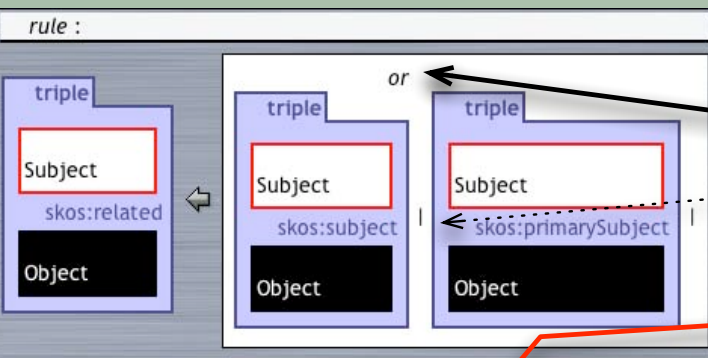 rule :
or
triple
triple
triple
Subject
Subject
Subject
skos:related
skos:subject
|
skos:primarySubject
|
Object
Object
Object